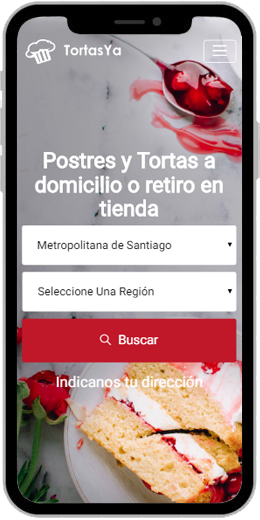 TortasYa
Postres y Tortas a
domicilio o retiro en
tienda
Metropolitana de Santiago
Seleccione Una Región
Buscar
Indicanos tu dirección